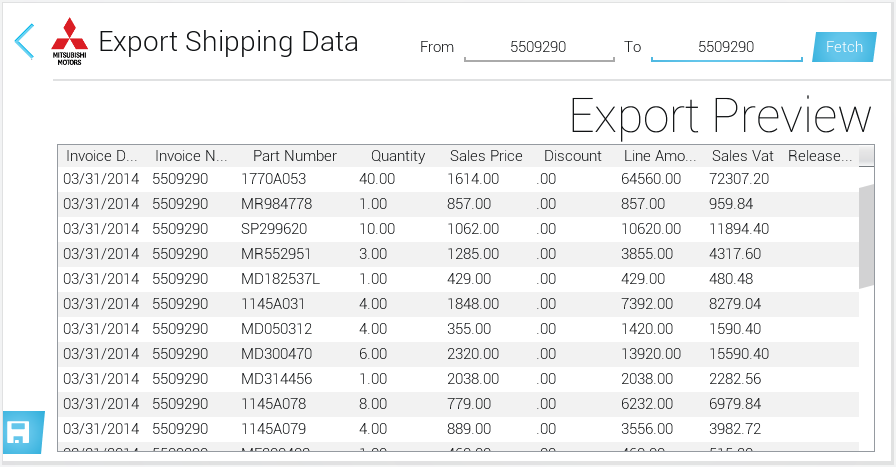 MITSUBISHI
MOTORS
Export Shipping Data
From 5509290 To 5509290 Fetch
Export Preview
Invoice D... Invoice N... Part Number Quantity Sales Price Discount Line Amo... Sales Vat Release...
03/31/2014 5509290 1770A053 40.00 1614.00 .00 64560.00 72307.20
03/31/2014 5509290 MR984778 1.00 857.00 .00 857.00 959.84
03/31/2014 5509290 SP299620 10.00 1062.00 .00 10620.00 11894.40
03/31/2014 5509290 MR552951 3.00 1285.00 .00 3855.00 4317.60
03/31/2014 5509290 MD182537L 1.00 429.00 .00 429.00 480.48
03/31/2014 5509290 1145A031 4.00 1848.00 .00 7392.00 8279.04
03/31/2014 5509290 MD050312 4.00 355.00 .00 1420.00 1590.40
03/31/2014 5509290 MD300470 6.00 2320.00 .00 13920.00 15590.40
03/31/2014 5509290 MD314456 1.00 2038.00 .00 2038.00 2282.56
03/31/2014 5509290 1145A078 8.00 779.00 .00 6232.00 6979.84
03/31/2014 5509290 1145A079 4.00 889.00 .00 3556.00 3982.72